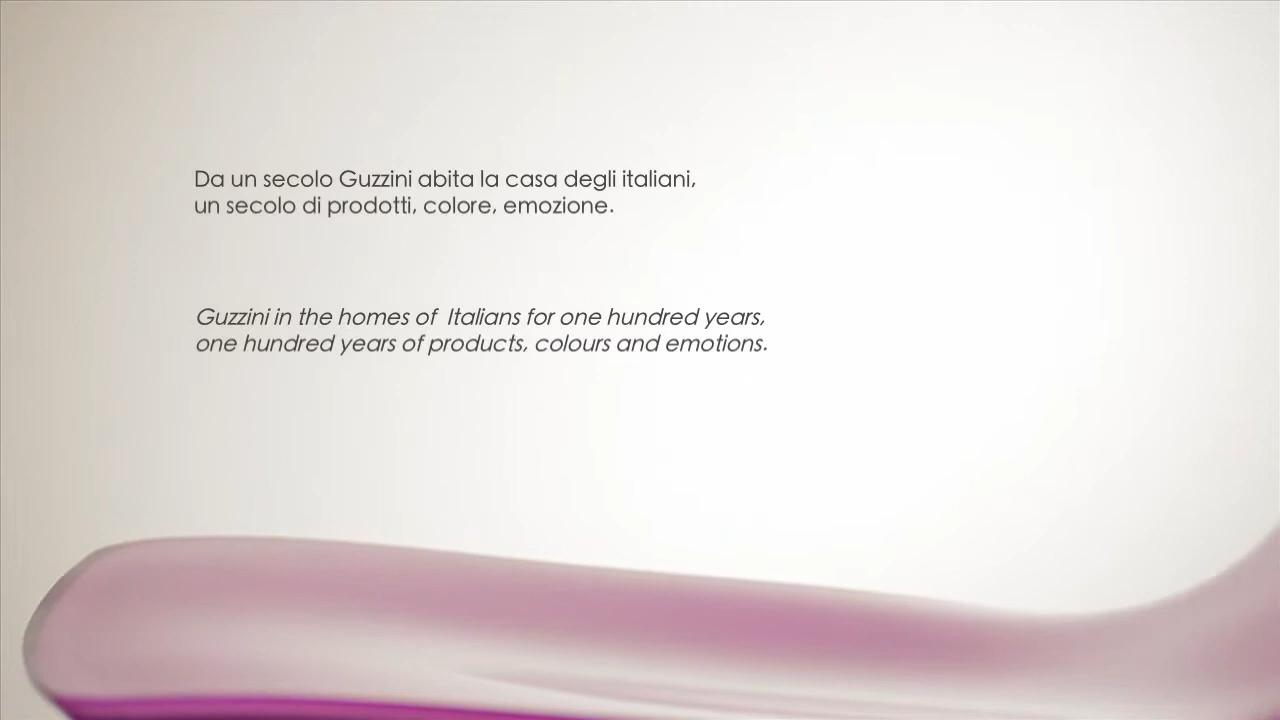 Da un secolo Guzzini abita la casa degli italiani,
un secolo di prodotti, colore, emozione.
Guzzini in the homes of Italians for one hundred years,
one hundred years of products, colours and emotions.